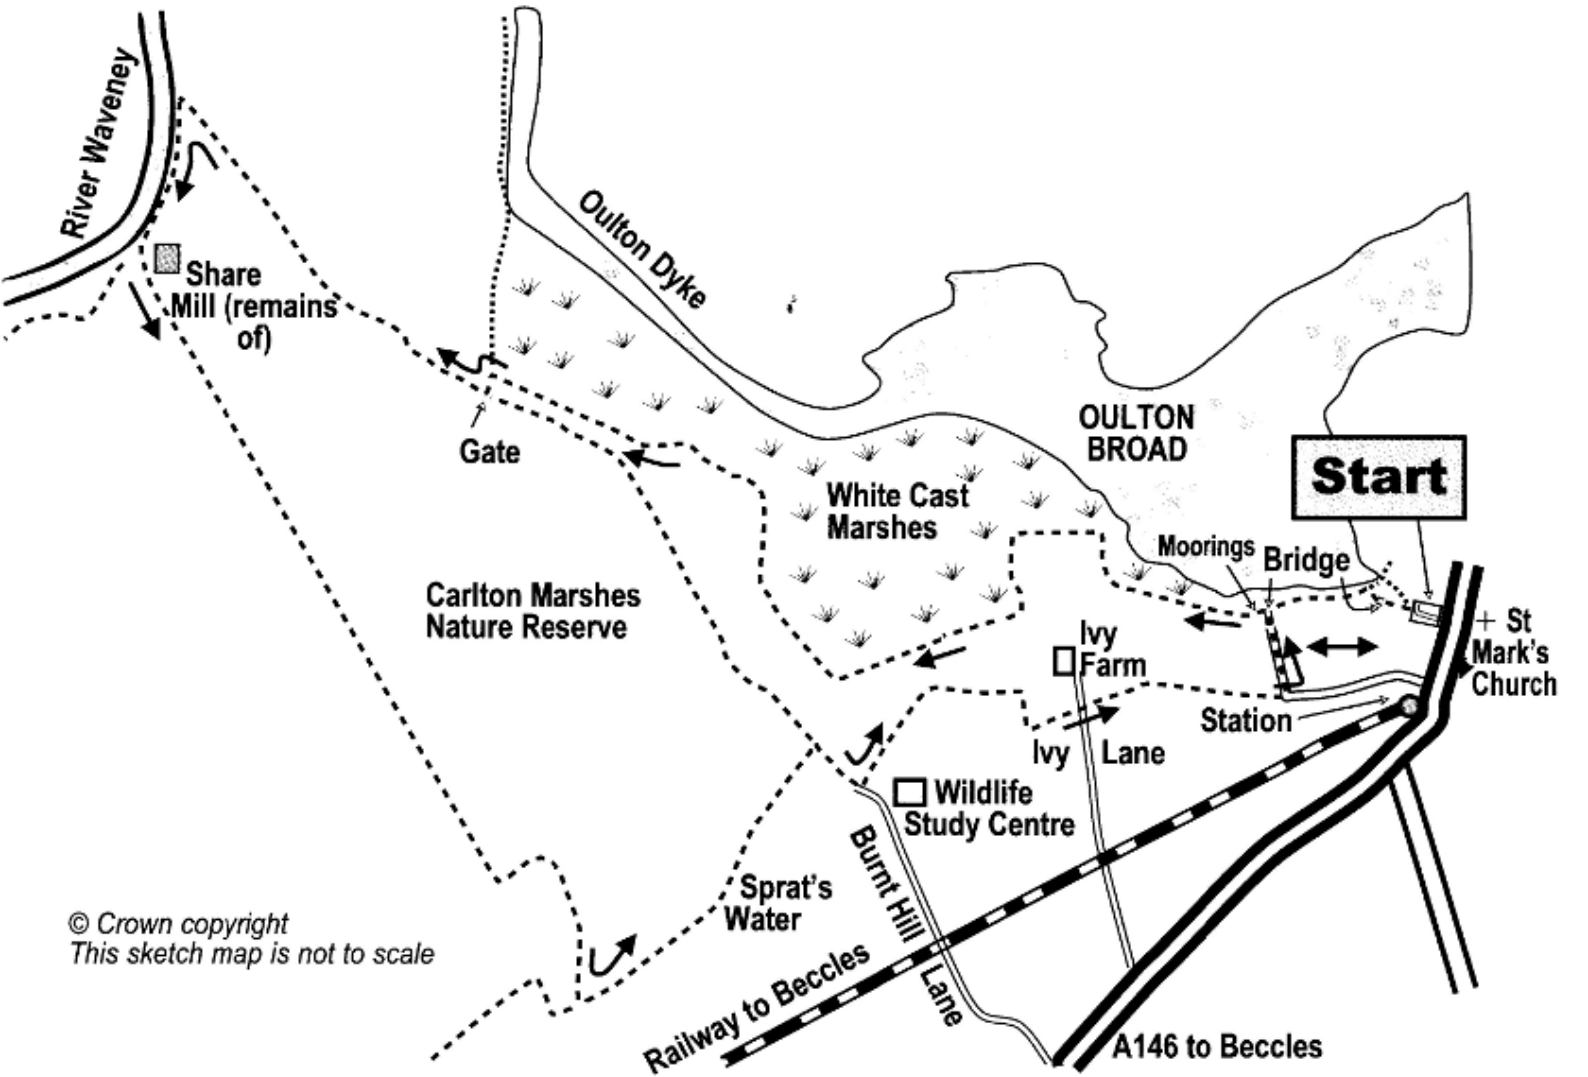 River Waveney
Share
Mill (remains
of)
Oulton Dyke
Gate
OULTON
BROAD
Start
White Cast
Marshes
Moorings
Bridge
Carlton Marshes
Nature Reserve
+ St
Mark's
Church
Ivy
Farm
Station
Ivy Lane
Wildlife
Study Centre
Burnt Hill Lane
Sprat's
Water
© Crown copyright
This sketch map is not to scale
Railway to Beccles
A146 to Beccles